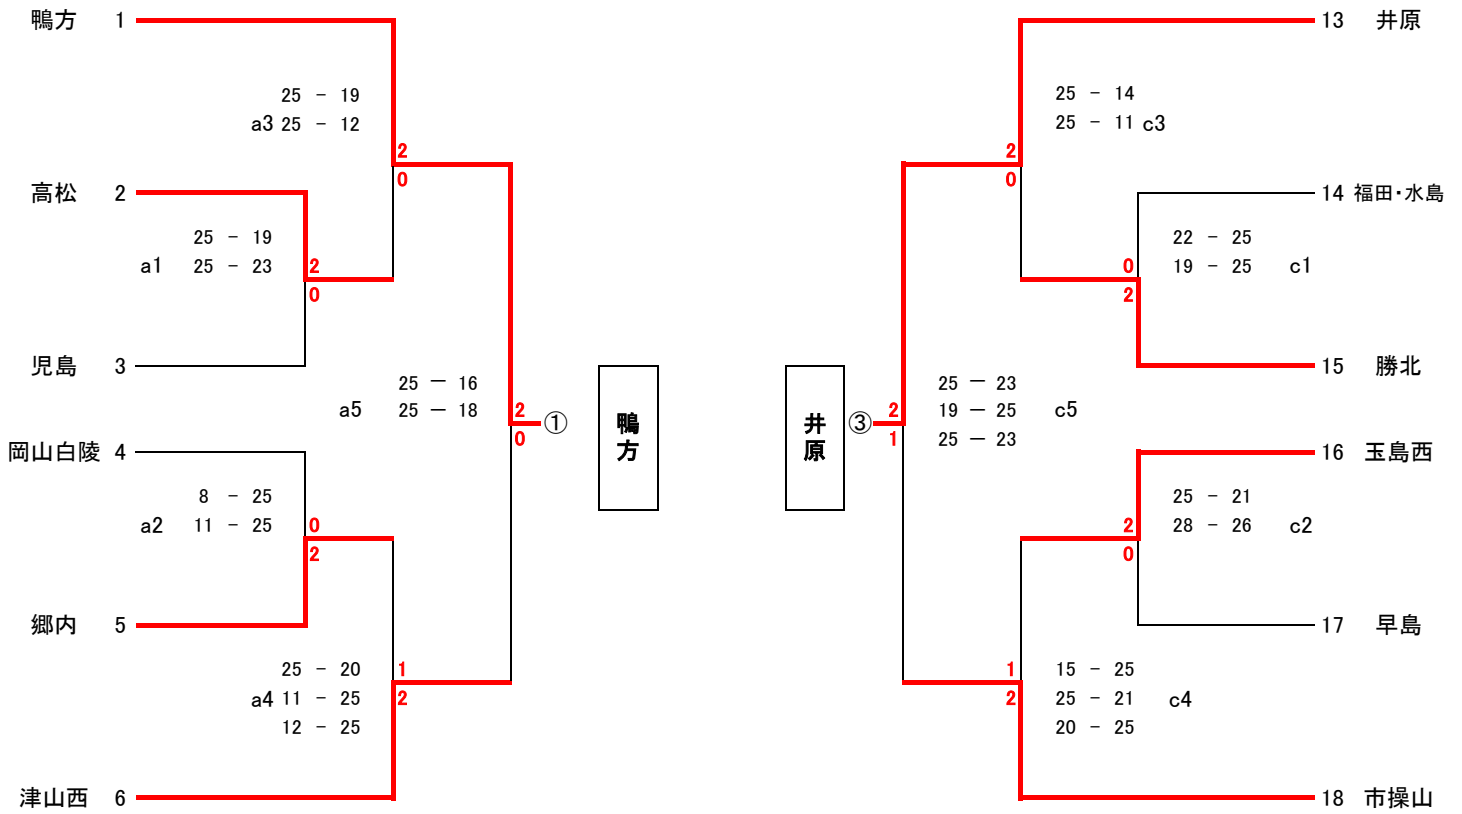 鴨方 1
25 - 19
a3 25 - 12
2
0
高松 2
25 - 19
a1 25 - 23
2
0
児島 3
25 － 16
a5 25 － 18
2
0
①
鴨方
岡山白陵 4
8 - 25
a2 11 - 25
0
2
郷内 5
25 - 20
a4 11 - 25
12 - 25
1
2
津山西 6
13 井原
25 - 14
25 - 11 c3
2
0
14 福田・水島
22 - 25
19 - 25 c1
0
2
15 勝北
井原
③
2
1
25 － 23
19 － 25 c5
25 － 23
16 玉島西
25 - 21
28 - 26 c2
2
0
17 早島
15 - 25
25 - 21 c4
20 - 25
1
2
18 市操山